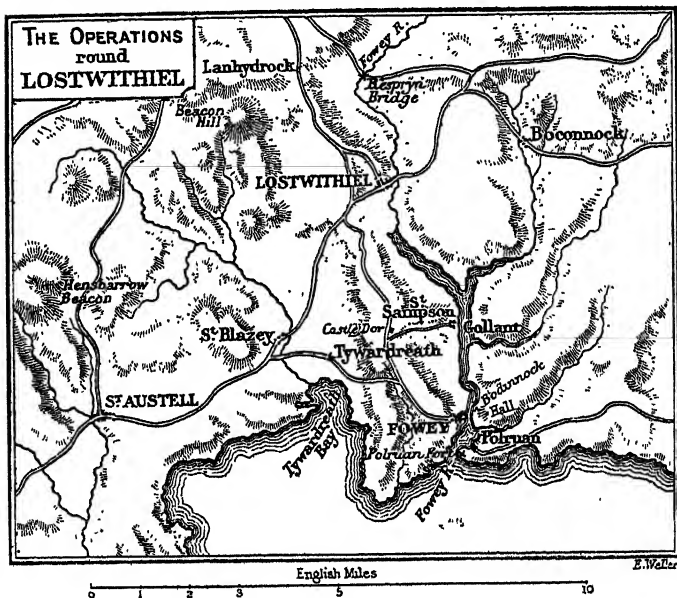 THE OPERATIONS
round
LOSTWITHIEL
Fowey R.
Lanhydrock
Respryn
Bridge
Beacon
Hill
Boconnock
LOSTWITHIEL
Hensbarrow
Beacon
St
Sampson
Castle Dor
Golant
St Blazey
Tywardreath
Bodinnock
Hall
ST AUSTELL
FOWEY
Polruan
Tywardreath
Bay
Polruan Fort
Fowey R.
E. Weller
English Miles
0 1 2 3 5 10